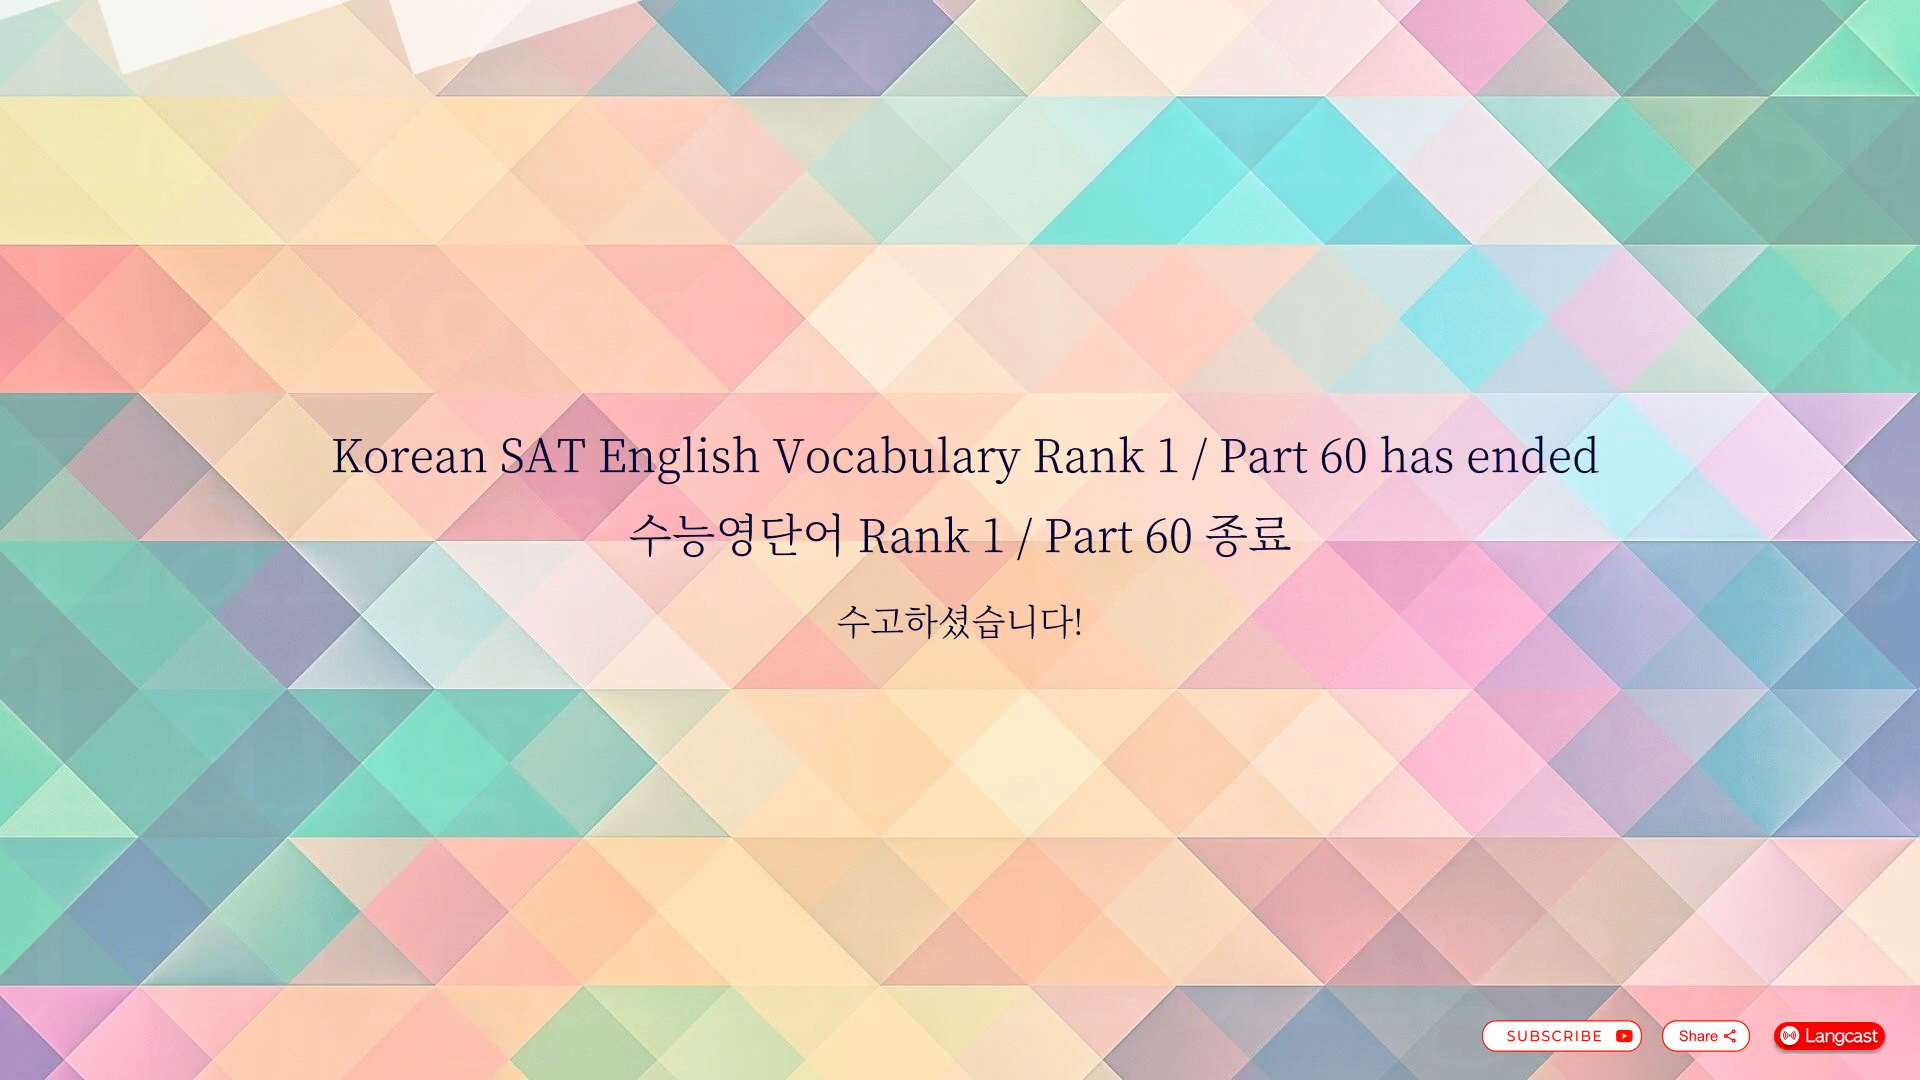 Korean SAT English Vocabulary Rank 1 / Part 60 has ended
수능영단어 Rank 1 / Part 60 종료
수고하셨습니다!
SUBSCRIBE
Share
Langcast